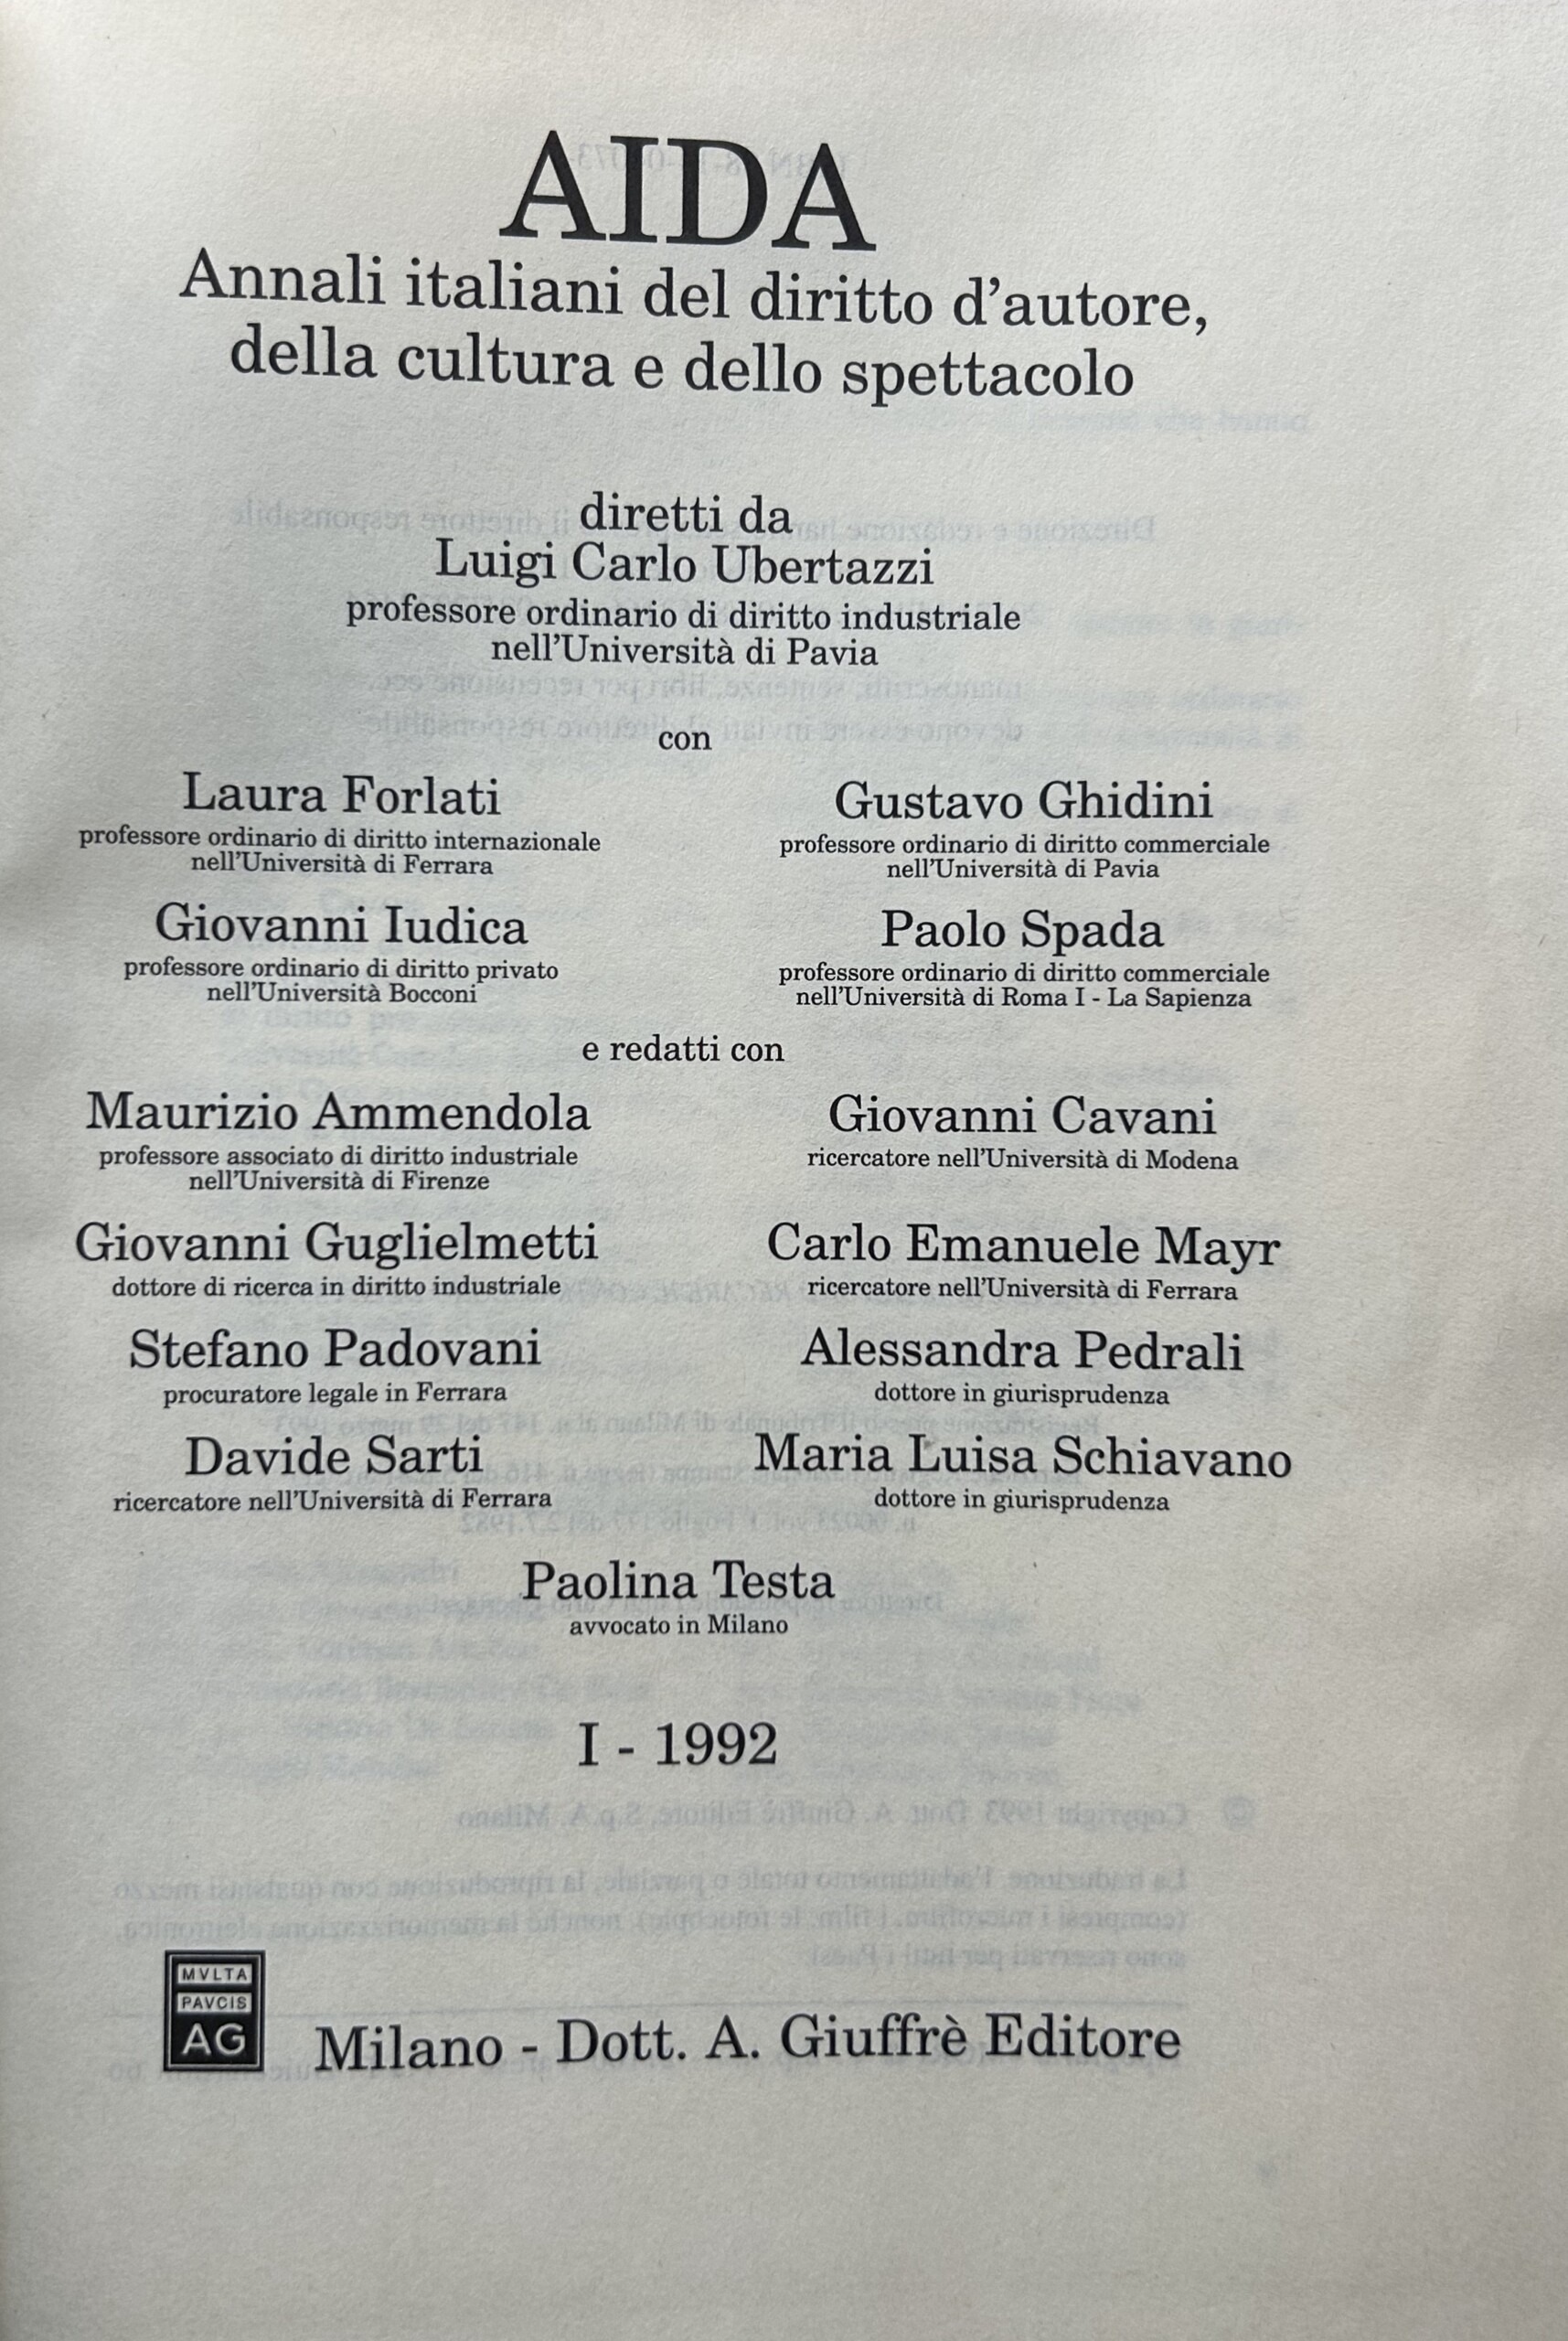 AIDA
Annali italiani del diritto d'autore,
della cultura e dello spettacolo
diretti da
Luigi Carlo Ubertazzi
professore ordinario di diritto industriale
nell'Università di Pavia
con
Laura Forlati
professore ordinario di diritto internazionale
nell'Università di Ferrara
Gustavo Ghidini
professore ordinario di diritto commerciale
nell'Università di Pavia
Giovanni Iudica
professore ordinario di diritto privato
nell'Università Bocconi
Paolo Spada
professore ordinario di diritto commerciale
nell'Università di Roma I - La Sapienza
e redatti con
Maurizio Ammendola
professore associato di diritto industriale
nell'Università di Firenze
Giovanni Cavani
ricercatore nell'Università di Modena
Giovanni Guglielmetti
dottore di ricerca in diritto industriale
Carlo Emanuele Mayr
ricercatore nell'Università di Ferrara
Stefano Padovani
procuratore legale in Ferrara
Alessandra Pedrali
dottore in giurisprudenza
Davide Sarti
ricercatore nell'Università di Ferrara
Maria Luisa Schiavano
dottore in giurisprudenza
Paolina Testa
avvocato in Milano
I - 1992
MVLTA
PAVCIS
AG
Milano - Dott. A. Giuffrè Editore